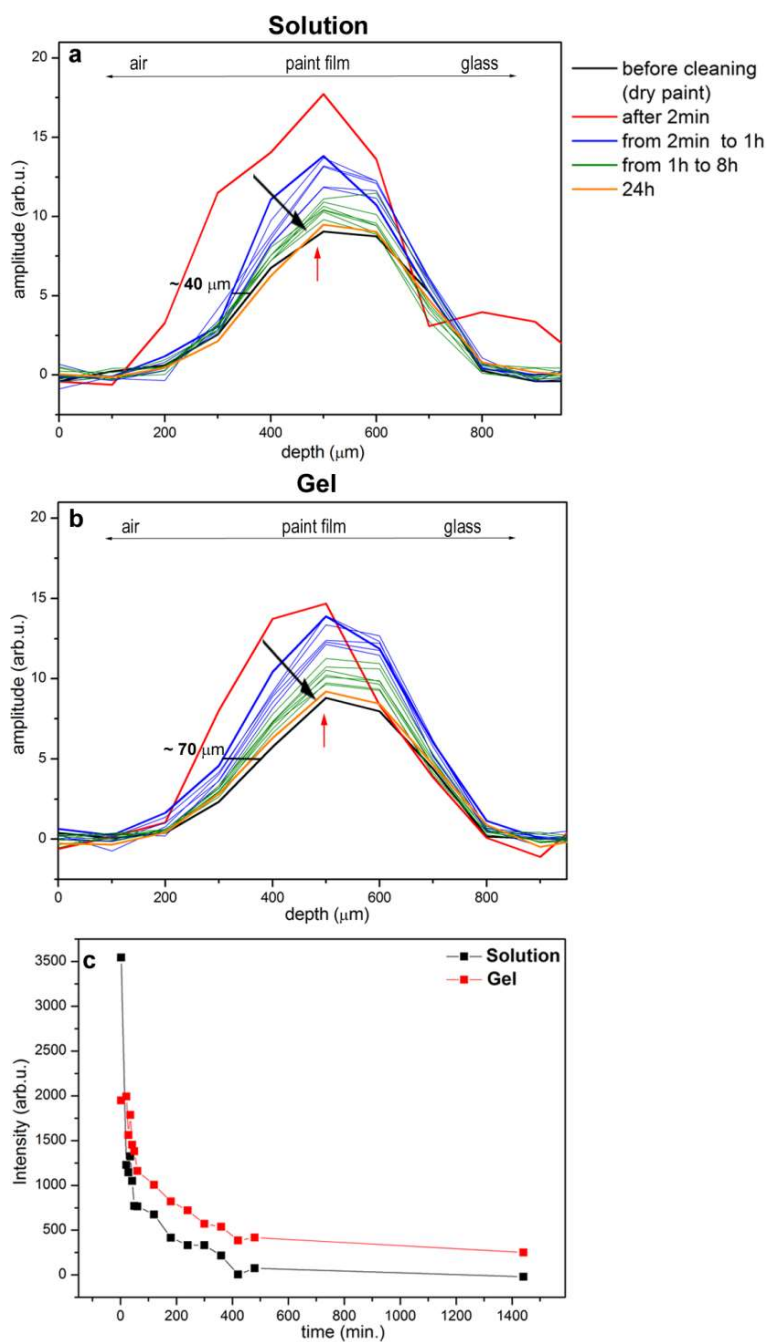 Solution
a
air paint film glass
~ 40 μm
20
15
10
5
0
amplitude (arb.u.)
0 200 400 600 800
depth (μm)
before cleaning
(dry paint)
after 2min
from 2min to 1h
from 1h to 8h
24h
Gel
b
air paint film glass
~ 70 μm
20
15
10
5
0
amplitude (arb.u.)
0 200 400 600 800
depth (μm)
c
Solution
Gel
3500
3000
2500
2000
1500
1000
500
0
Intensity (arb.u.)
0 200 400 600 800 1000 1200 1400
time (min.)